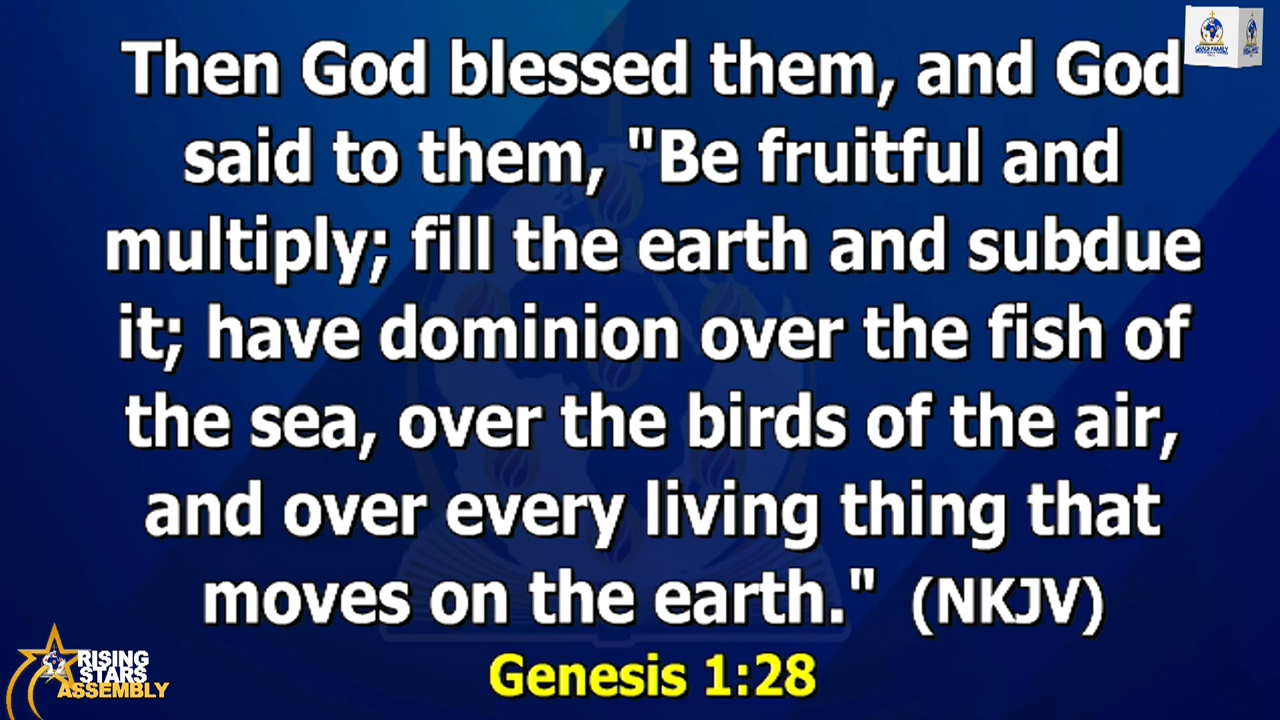 Then God blessed them, and God
said to them, "Be fruitful and
multiply; fill the earth and subdue
it; have dominion over the fish of
the sea, over the birds of the air,
and over every living thing that
moves on the earth." (NKJV)
Genesis 1:28
RISING
STARS
ASSEMBLY